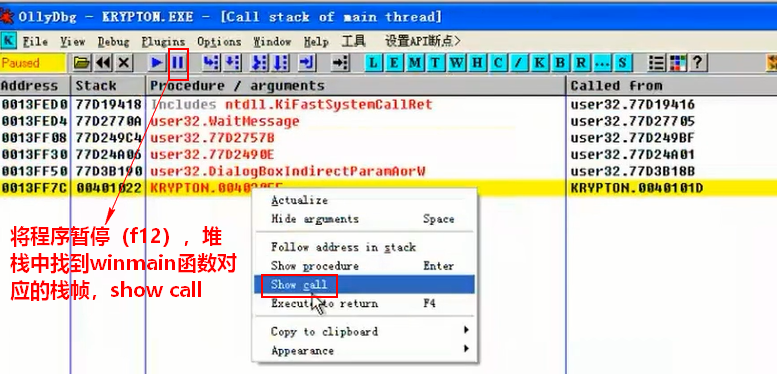 OllyDbg - KRYPTON.EXE - [Call stack of main thread]
K File View Debug Plugins Options Window Help 工具 设置API断点>
Paused L E M T W H C / K B R ... S ?
Address Stack Procedure / arguments Called from
0013FED0 77D19418 Includes ntdll.KiFastSystemCallRet user32.77D19416
0013FED4 77D2770A user32.WaitMessage user32.77D27705
0013FF08 77D249C4 user32.77D2757B user32.77D249BF
0013FF30 77D24A06 user32.77D2490E user32.77D24A01
0013FF50 77D3B190 user32.DialogBoxIndirectParamAorW user32.77D3B18B
0013FF7C 00401022 KRYPTON.0040 KRYPTON.0040101D
Actualize
Hide arguments Space
Follow address in stack
Show procedure Enter
Show call
Execute to return F4
Copy to clipboard
Appearance
将程序暂停（f12），堆
栈中找到winmain函数对
应的栈帧，show call